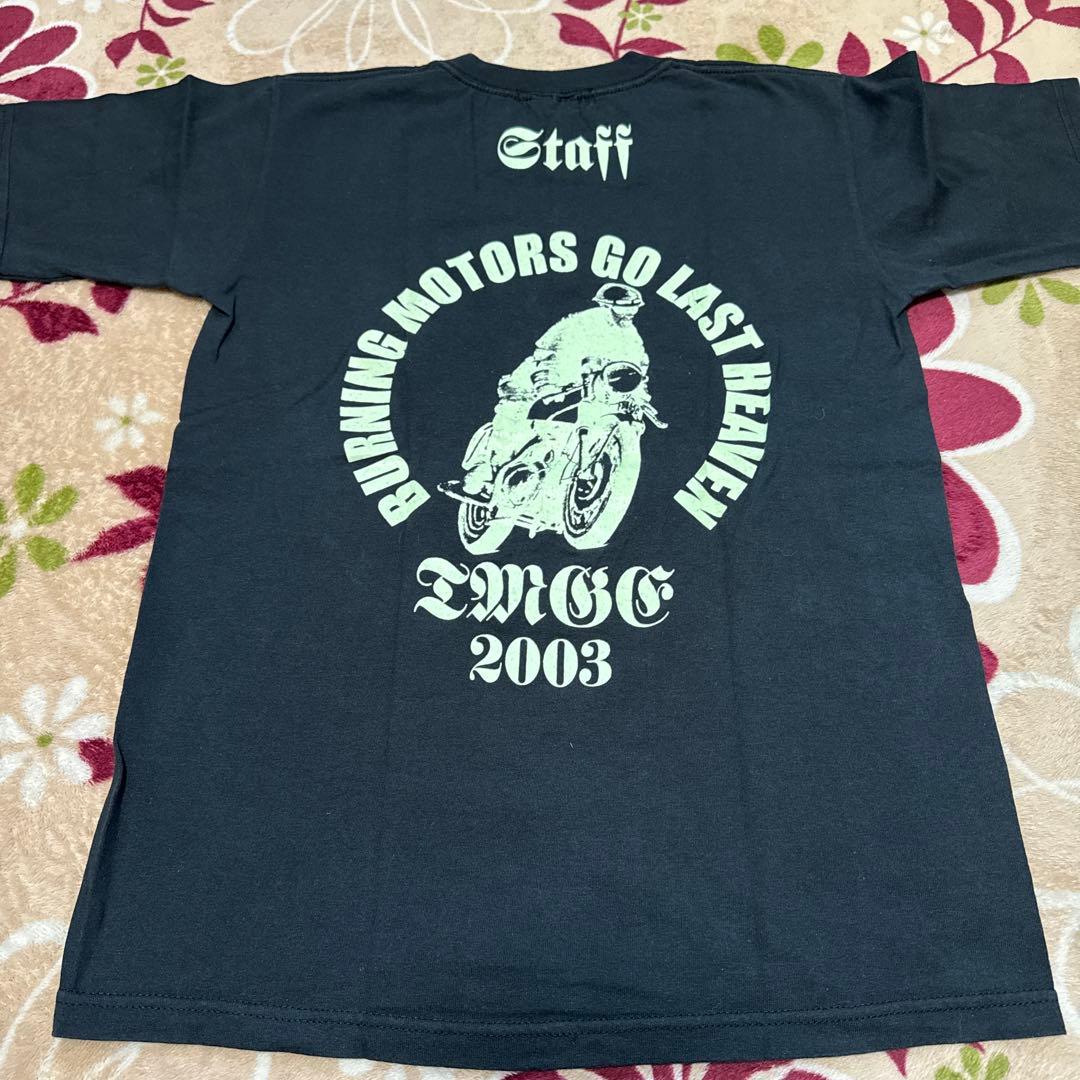 Staff
BURNING MOTORS GO LAST HEAVEN
TMGE
2003